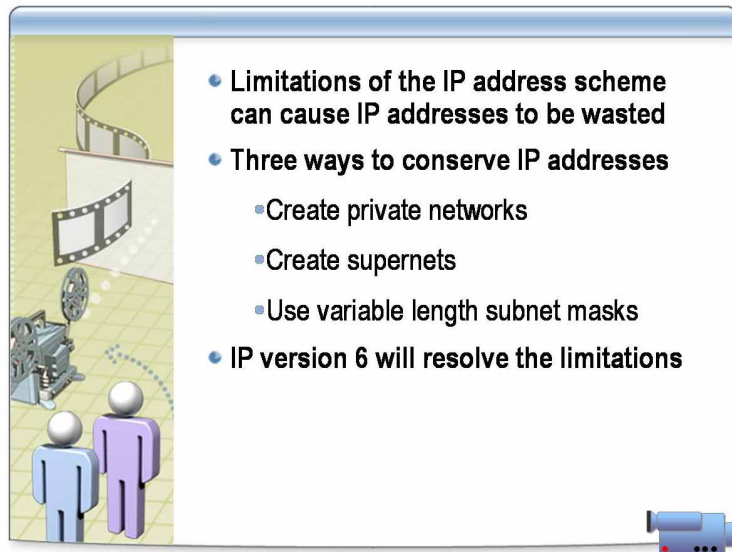 Limitations of the IP address scheme
can cause IP addresses to be wasted
Three ways to conserve IP addresses
Create private networks
Create supernets
Use variable length subnet masks
IP version 6 will resolve the limitations